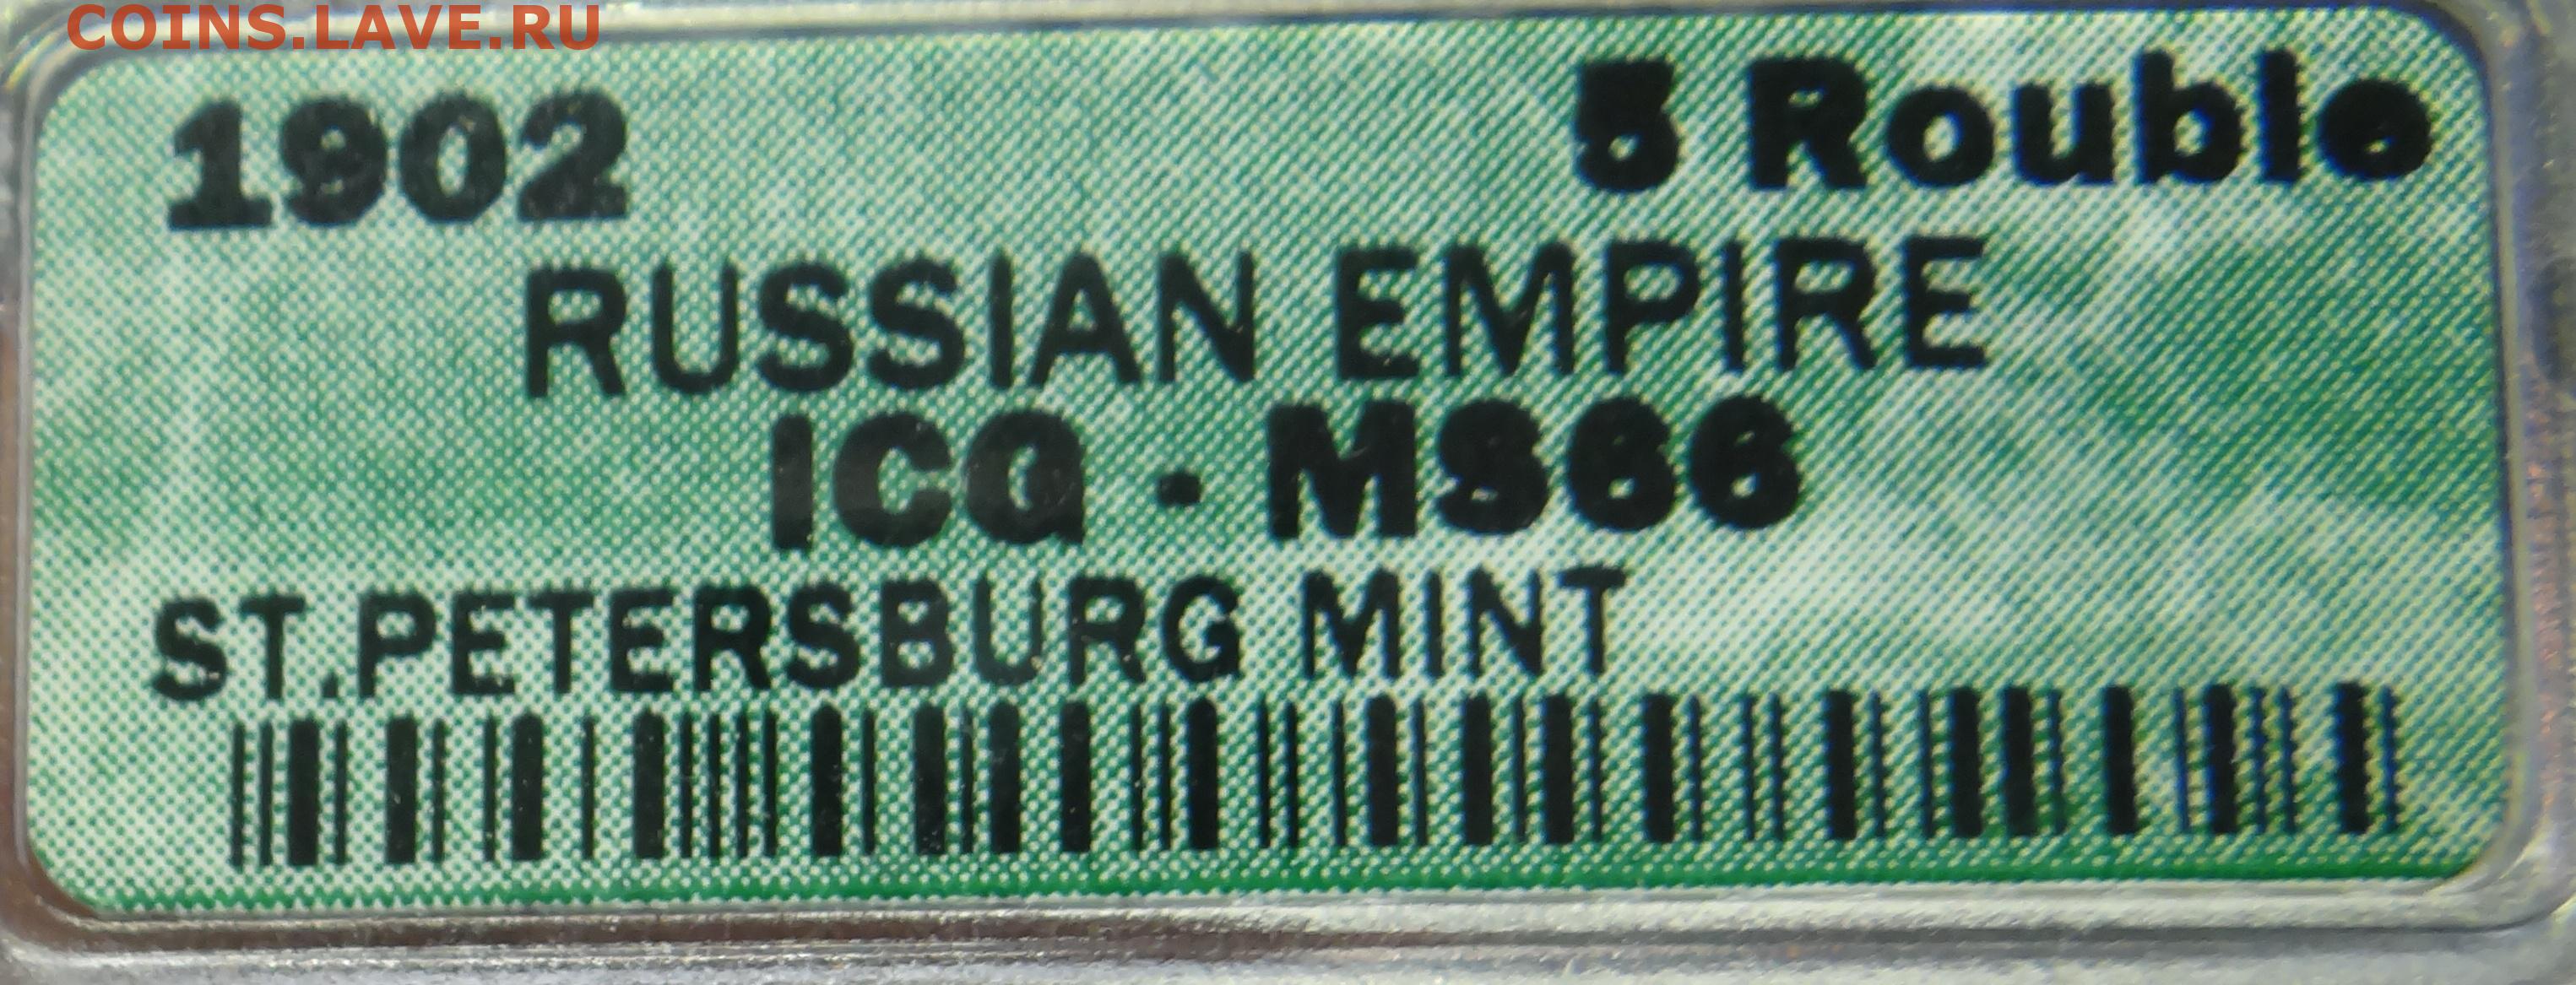 COINS.LAVE.RU
1902 5 Rouble
RUSSIAN EMPIRE
ICG - MS66
ST.PETERSBURG MINT